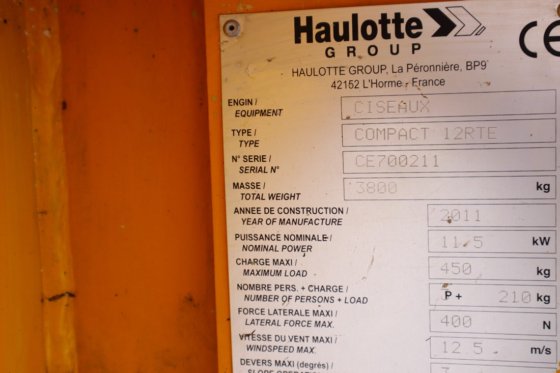 Haulotte
GROUP
CE
HAULOTTE GROUP, La Péronnière, BP9
42152 L'Horme - France
ENGIN / EQUIPMENT CISEAUX
TYPE / TYPE COMPACT 12RTE
N° SERIE / SERIAL N° CE700211
MASSE / TOTAL WEIGHT 3800 kg
ANNEE DE CONSTRUCTION / YEAR OF MANUFACTURE 2011
PUISSANCE NOMINALE / NOMINAL POWER 11.5 kW
CHARGE MAXI / MAXIMUM LOAD 450 kg
NOMBRE PERS. + CHARGE / NUMBER OF PERSONS + LOAD P + 210 kg
FORCE LATERALE MAXI / LATERAL FORCE MAX. 400 N
VITESSE DU VENT MAXI / WINDSPEED MAX. 12.5 m/s
DEVERS MAXI (degrés) /